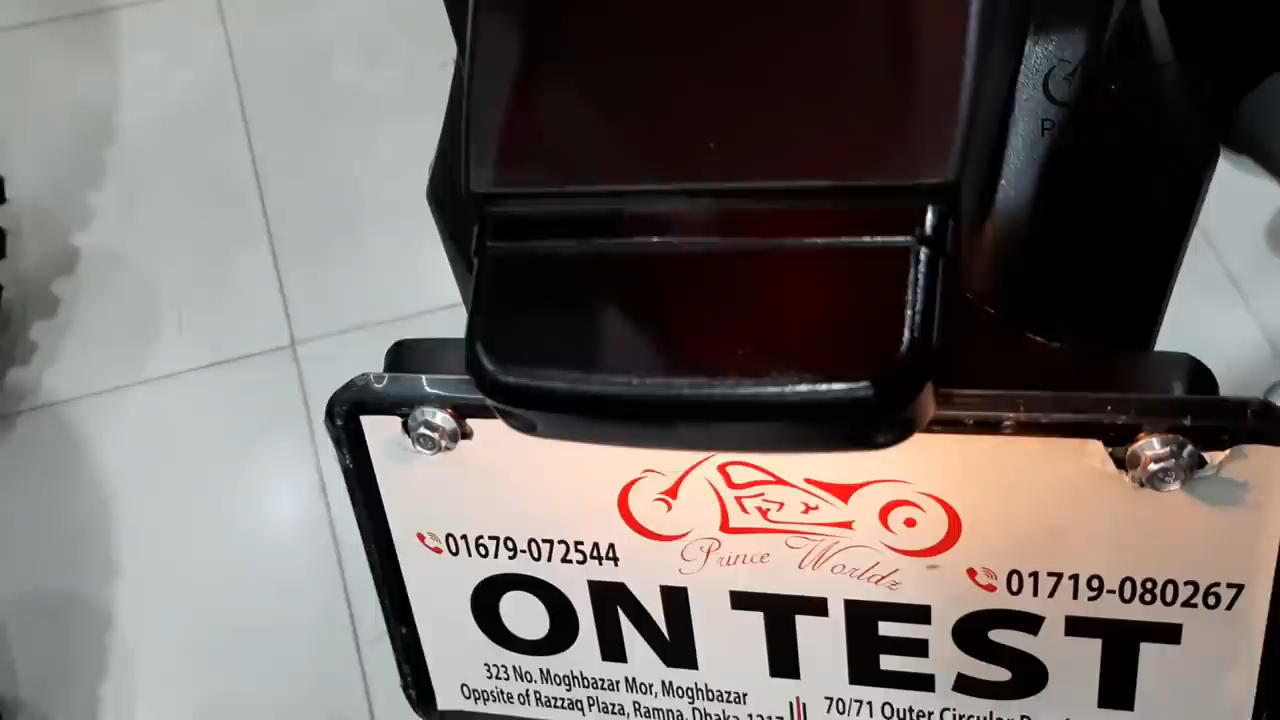 Prince Worldz
01679-072544
01719-080267
ON TEST
323 No. Moghbazar Mor, Moghbazar
Oppsite of Razzaq Plaza, Ramna, Dhaka-1217
70/71 Outer Circular